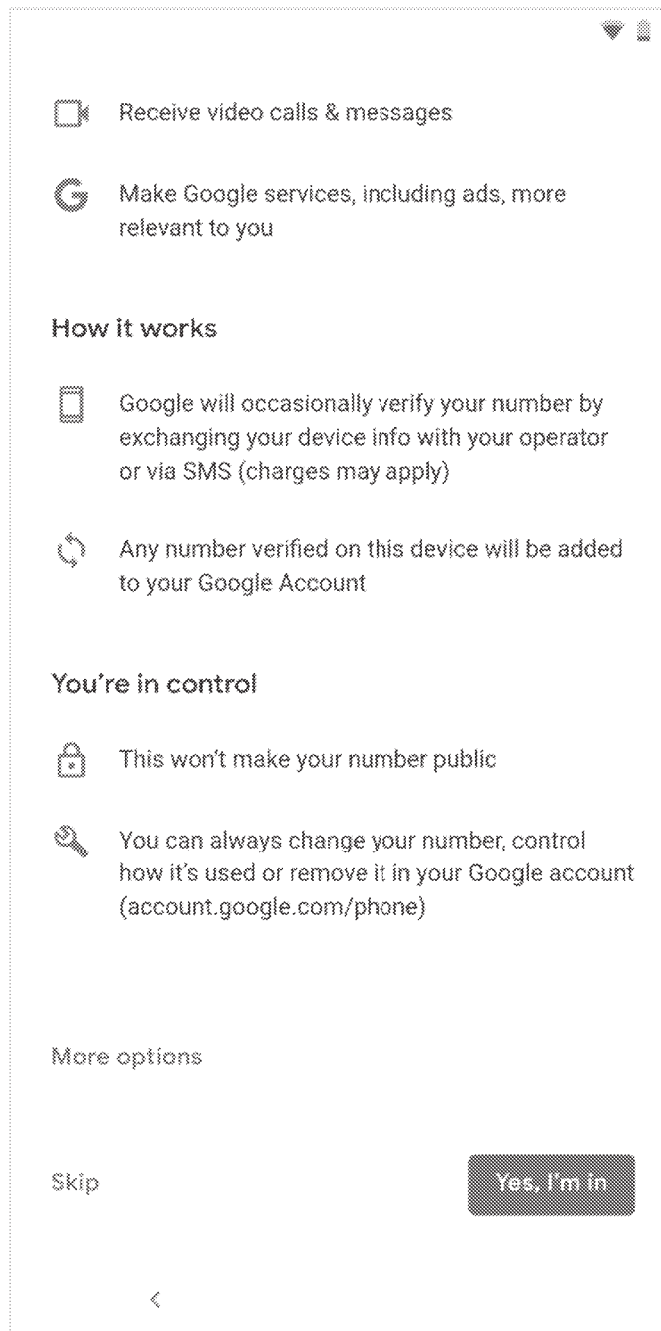 Receive video calls & messages
Make Google services, including ads, more
relevant to you
How it works
Google will occasionally verify your number by
exchanging your device info with your operator
or via SMS (charges may apply)
Any number verified on this device will be added
to your Google Account
You're in control
This won't make your number public
You can always change your number, control
how it's used or remove it in your Google account
(account.google.com/phone)
More options
Skip
Yes, I'm in